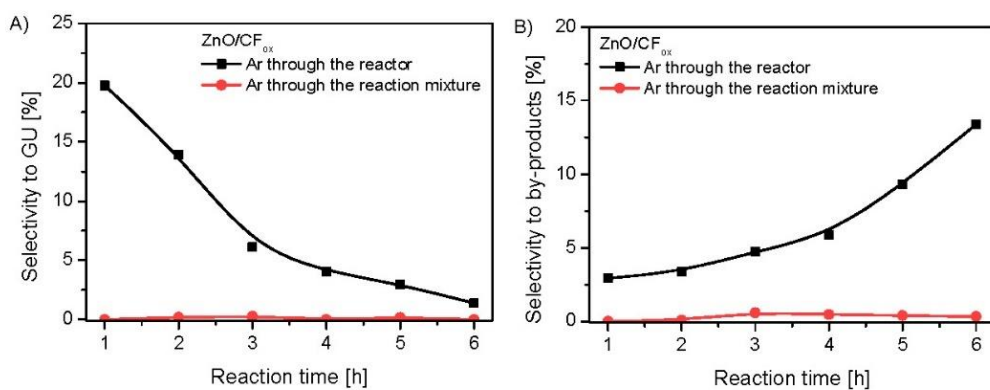 A)
ZnO/CFox
Ar through the reactor
Ar through the reaction mixture
Selectivity to GU [%]
25
20
15
10
5
0
1 2 3 4 5 6
Reaction time [h]
B)
ZnO/CFox
Ar through the reactor
Ar through the reaction mixture
Selectivity to by-products [%]
20
15
10
5
0
1 2 3 4 5 6
Reaction time [h]